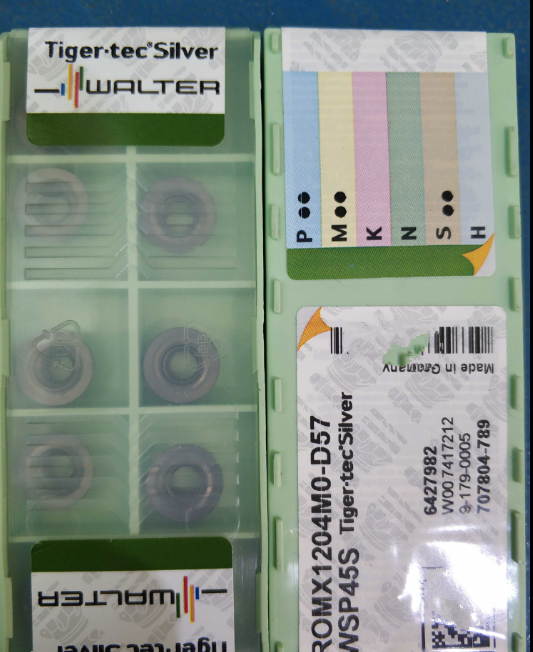 Tiger·tec®Silver
WALTER
WALTER
Tiger·tec®Silver
P ●●
M ●●
K
N
S ●●
H
Made in Germany
ROMX1204M0-D57
WSP45S Tiger·tec®Silver
6427982
W007417212
9-179-0005
707804-789